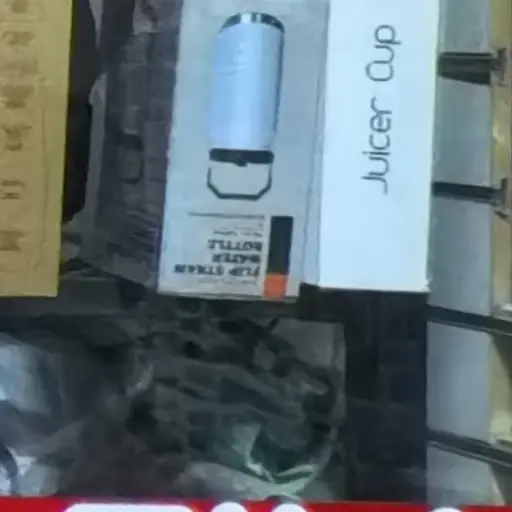 Juicer Cup
FLIP STRAW
WATER
BOTTLE